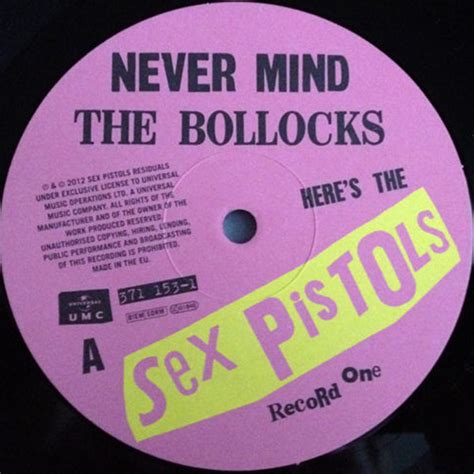 NEVER MIND
THE BOLLOCKS
HERE'S THE
℗ & © 2012 SEX PISTOLS RESIDUALS
UNDER EXCLUSIVE LICENSE TO UNIVERSAL
MUSIC OPERATIONS LTD. A UNIVERSAL
MUSIC COMPANY. ALL RIGHTS OF THE
MANUFACTURER AND OF THE OWNER OF THE
WORK PRODUCED RESERVED.
UNAUTHORISED COPYING, HIRING, LENDING,
PUBLIC PERFORMANCE AND BROADCASTING
OF THIS RECORDING IS PROHIBITED.
MADE IN THE EU.
UNIVERSAL
UMC
371 153-1
BIEM/SDRM
A
Sex PisTOLs
RecoRd One